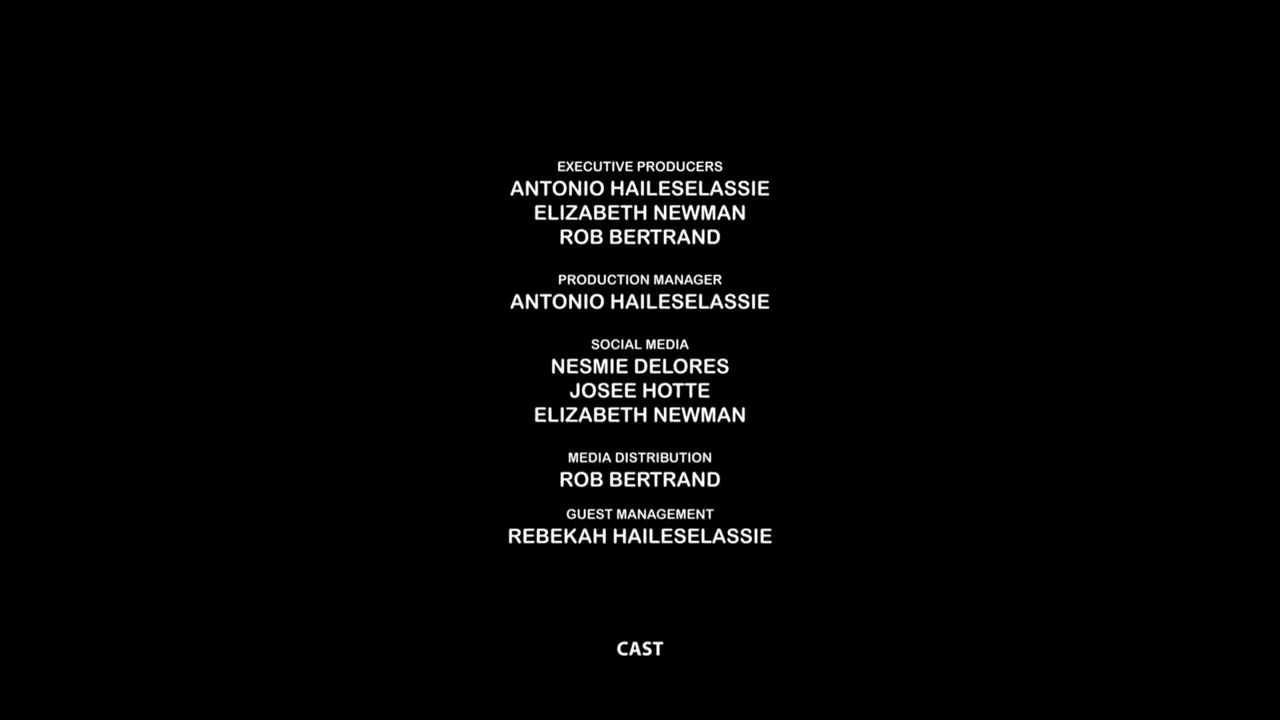 EXECUTIVE PRODUCERS
ANTONIO HAILESELASSIE
ELIZABETH NEWMAN
ROB BERTRAND
PRODUCTION MANAGER
ANTONIO HAILESELASSIE
SOCIAL MEDIA
NESMIE DELORES
JOSEE HOTTE
ELIZABETH NEWMAN
MEDIA DISTRIBUTION
ROB BERTRAND
GUEST MANAGEMENT
REBEKAH HAILESELASSIE
CAST